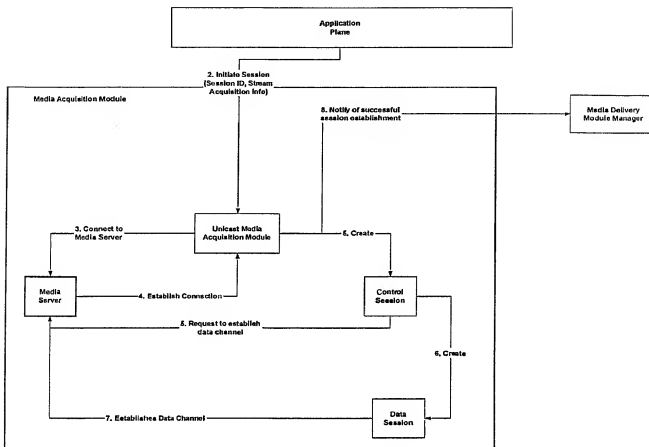 Application
Plane
2. Initiate Session
(Session ID, Stream
Acquisition Info)
Media Acquisition Module
8. Notify of successful
session establishment
Media Delivery
Module Manager
3. Connect to
Media Server
Unicast Media
Acquisition Module
5. Create
Media
Server
4. Establish Connection
Control
Session
5. Request to establish
data channel
6. Create
7. Establishes Data Channel
Data
Session